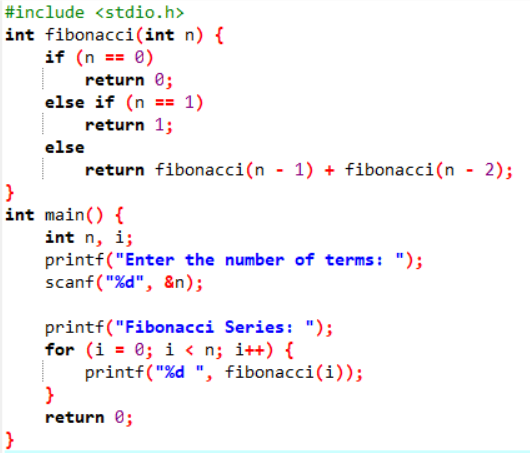 #include <stdio.h>
int fibonacci(int n) {
    if (n == 0)
        return 0;
    else if (n == 1)
        return 1;
    else
        return fibonacci(n - 1) + fibonacci(n - 2);
}
int main() {
    int n, i;
    printf("Enter the number of terms: ");
    scanf("%d", &n);

    printf("Fibonacci Series: ");
    for (i = 0; i < n; i++) {
        printf("%d ", fibonacci(i));
    }
    return 0;
}